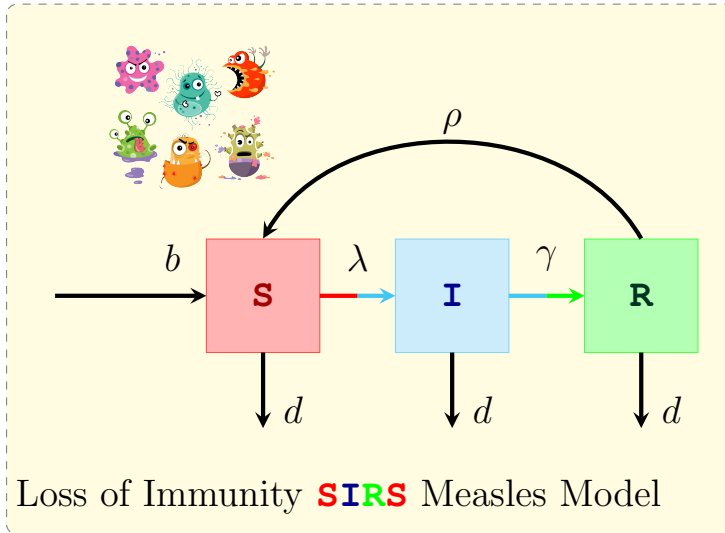 ρ
b
λ
γ
S
I
R
d
d
d
Loss of Immunity SIRS Measles Model